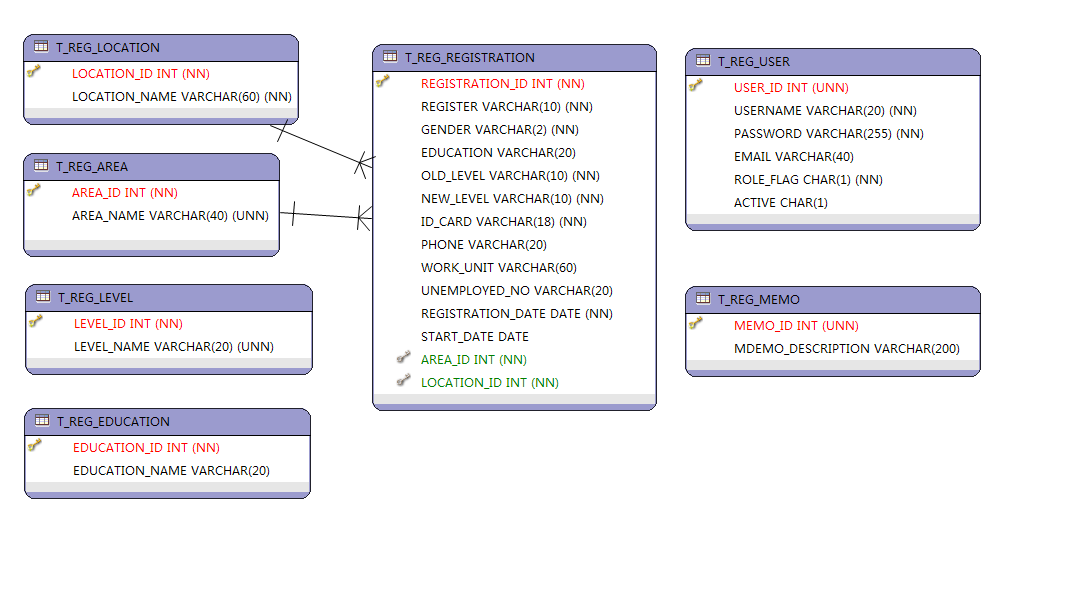 T_REG_LOCATION
LOCATION_ID INT (NN)
LOCATION_NAME VARCHAR(60) (NN)
T_REG_AREA
AREA_ID INT (NN)
AREA_NAME VARCHAR(40) (UNN)
T_REG_LEVEL
LEVEL_ID INT (NN)
LEVEL_NAME VARCHAR(20) (UNN)
T_REG_EDUCATION
EDUCATION_ID INT (NN)
EDUCATION_NAME VARCHAR(20)
T_REG_REGISTRATION
REGISTRATION_ID INT (NN)
REGISTER VARCHAR(10) (NN)
GENDER VARCHAR(2) (NN)
EDUCATION VARCHAR(20)
OLD_LEVEL VARCHAR(10) (NN)
NEW_LEVEL VARCHAR(10) (NN)
ID_CARD VARCHAR(18) (NN)
PHONE VARCHAR(20)
WORK_UNIT VARCHAR(60)
UNEMPLOYED_NO VARCHAR(20)
REGISTRATION_DATE DATE (NN)
START_DATE DATE
AREA_ID INT (NN)
LOCATION_ID INT (NN)
T_REG_USER
USER_ID INT (UNN)
USERNAME VARCHAR(20) (NN)
PASSWORD VARCHAR(255) (NN)
EMAIL VARCHAR(40)
ROLE_FLAG CHAR(1) (NN)
ACTIVE CHAR(1)
T_REG_MEMO
MEMO_ID INT (UNN)
MDEMO_DESCRIPTION VARCHAR(200)